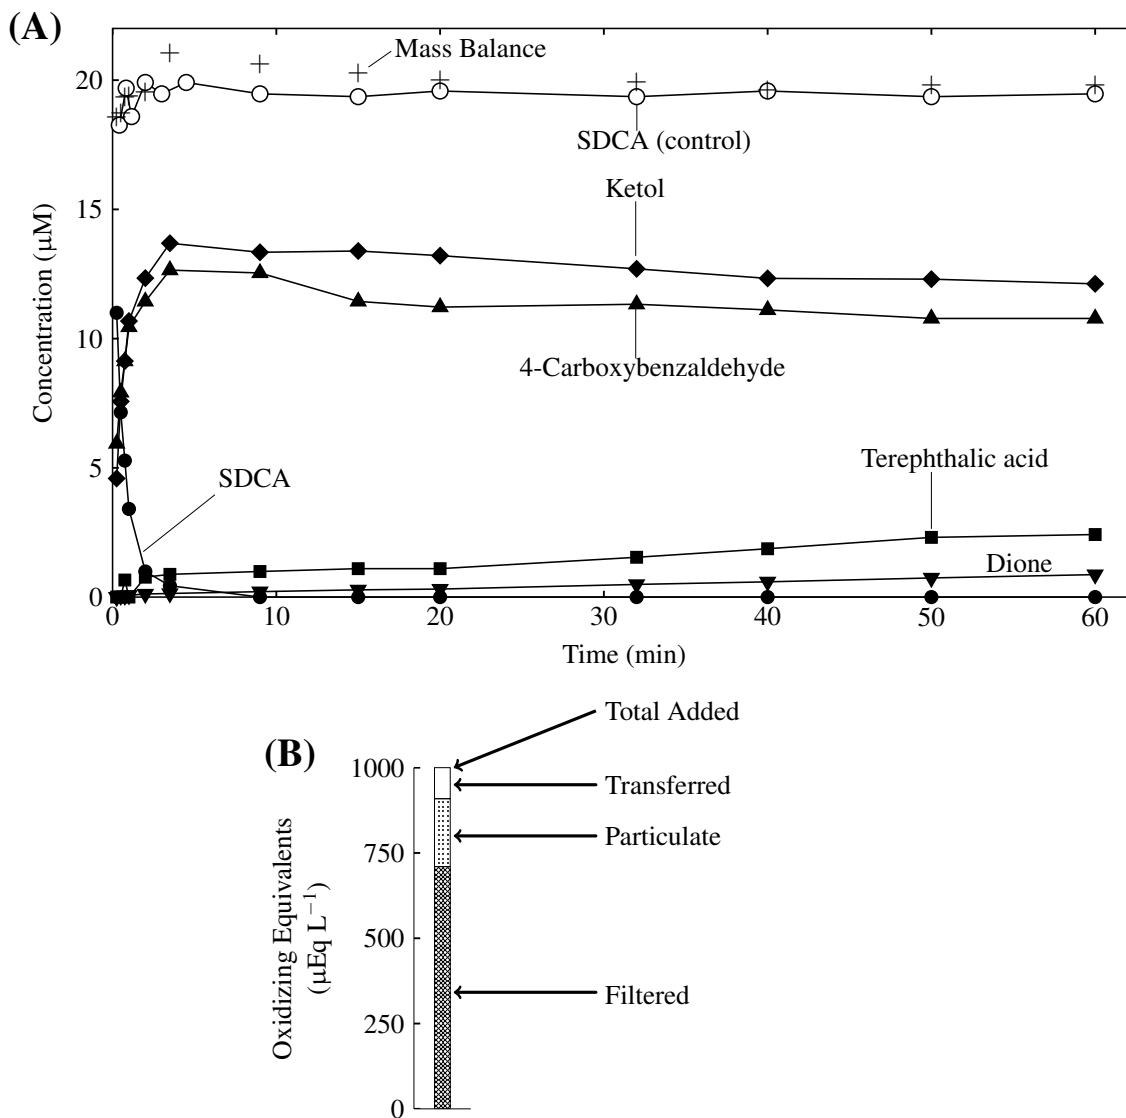 (A)
Mass Balance
20
SDCA (control)
Ketol
15
Concentration (μM)
10
4-Carboxybenzaldehyde
SDCA
Terephthalic acid
5
Dione
0
0 10 20 30 40 50 60
Time (min)
Total Added
(B)
1000
Transferred
Particulate
750
Oxidizing Equivalents
(μEq L⁻¹)
500
Filtered
250
0